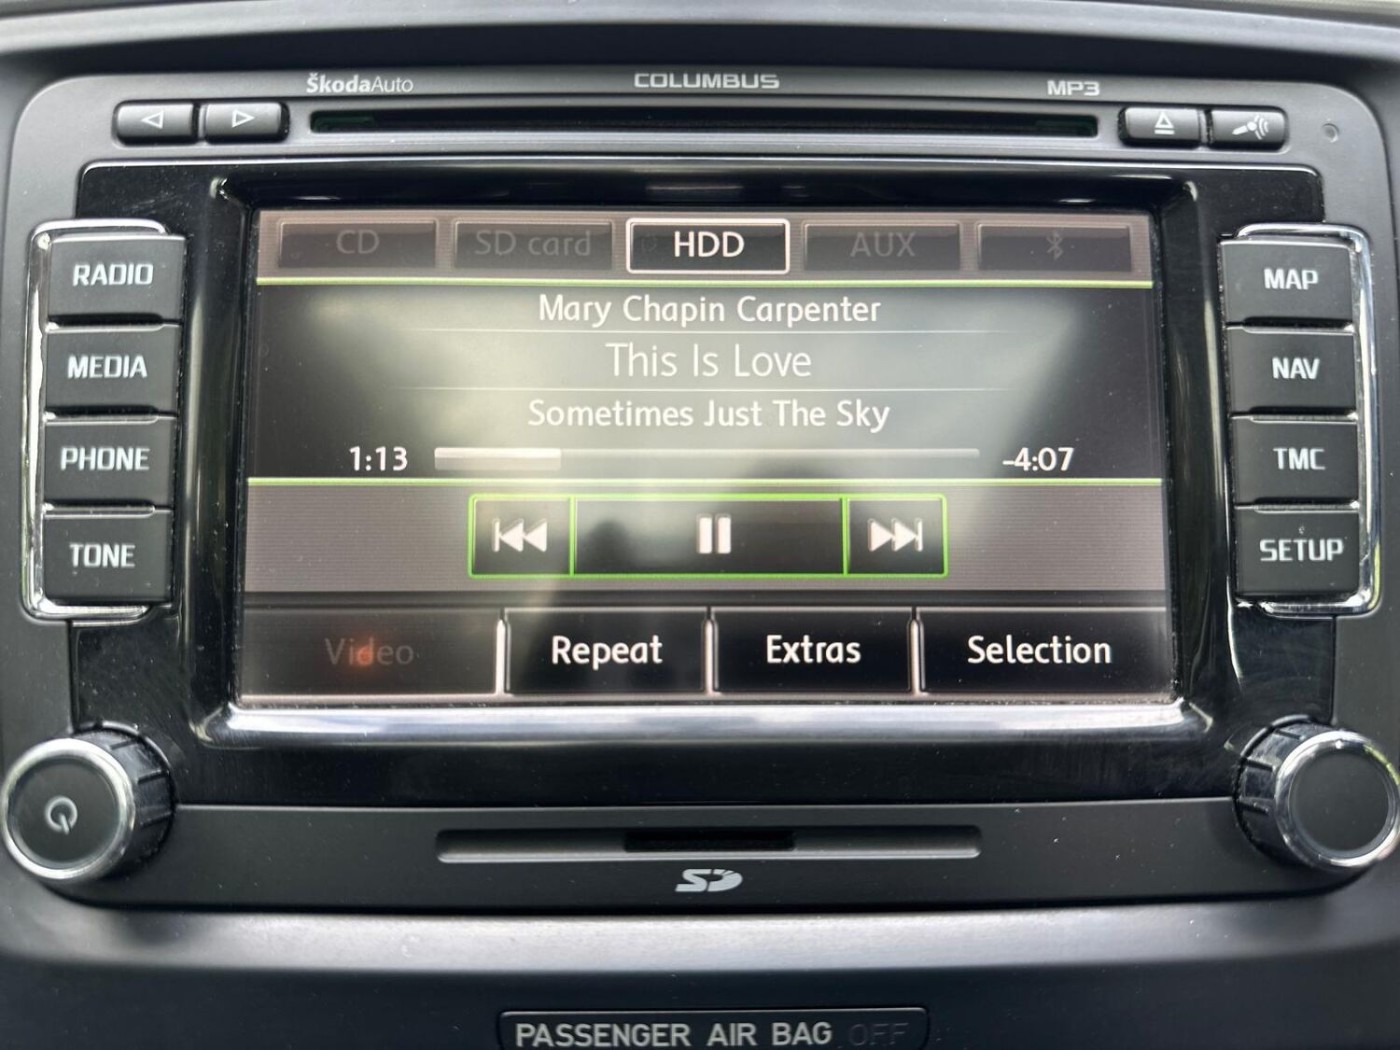 ŠkodaAuto COLUMBUS MP3
CD SD card HDD AUX
RADIO
MEDIA
PHONE
TONE
Mary Chapin Carpenter
This Is Love
Sometimes Just The Sky
1:13 -4:07
Video Repeat Extras Selection
MAP
NAV
TMC
SETUP
SD
PASSENGER AIR BAG OFF